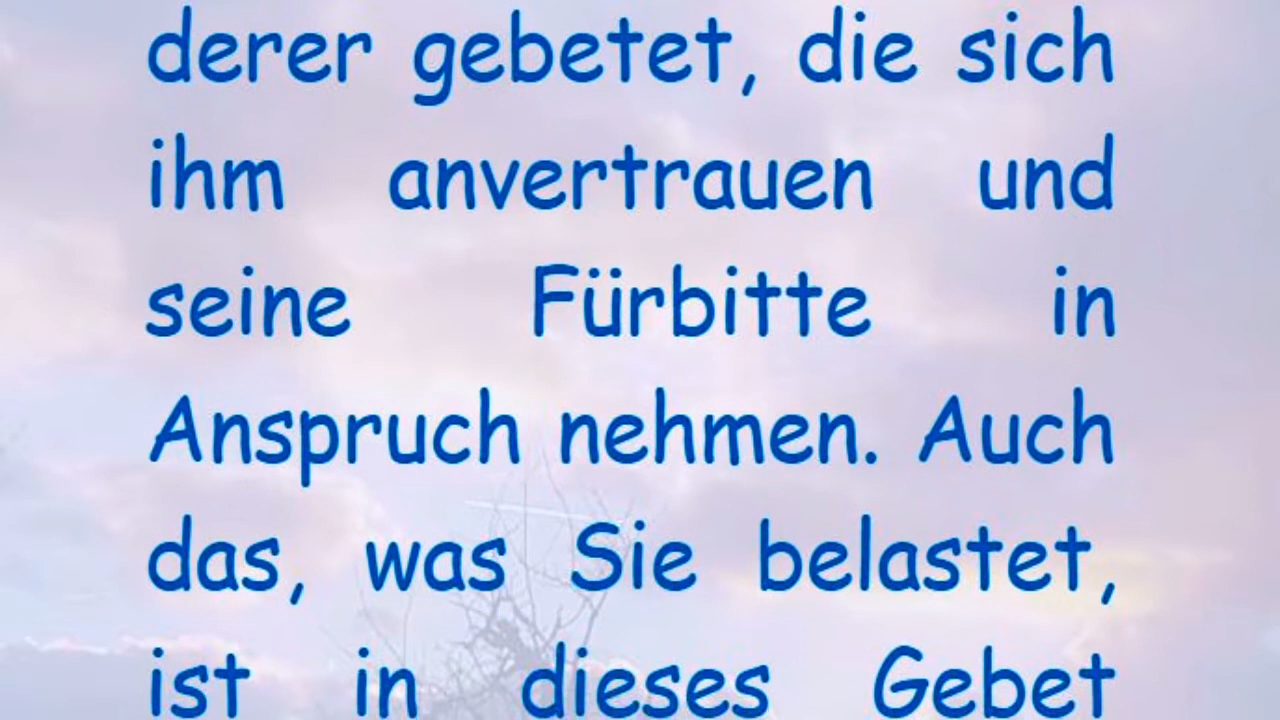 derer gebetet, die sich
ihm anvertrauen und
seine Fürbitte in
Anspruch nehmen. Auch
das, was Sie belastet,
ist in dieses Gebet